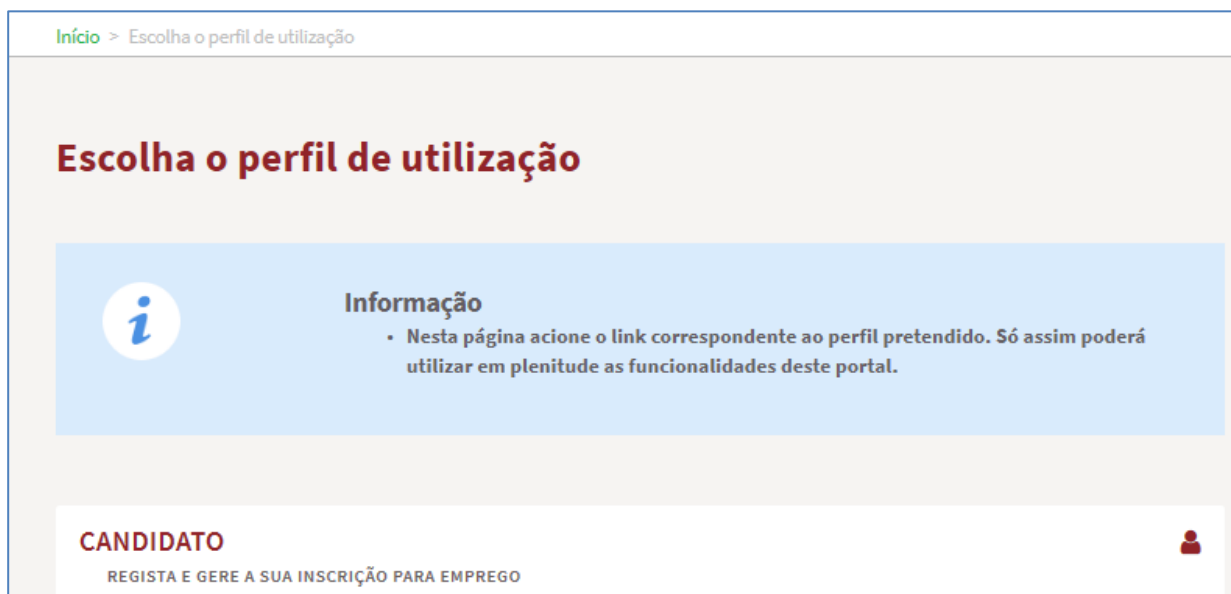 Início > Escolha o perfil de utilização
Escolha o perfil de utilização
Informação
• Nesta página acione o link correspondente ao perfil pretendido. Só assim poderá
utilizar em plenitude as funcionalidades deste portal.
CANDIDATO
REGISTA E GERE A SUA INSCRIÇÃO PARA EMPREGO